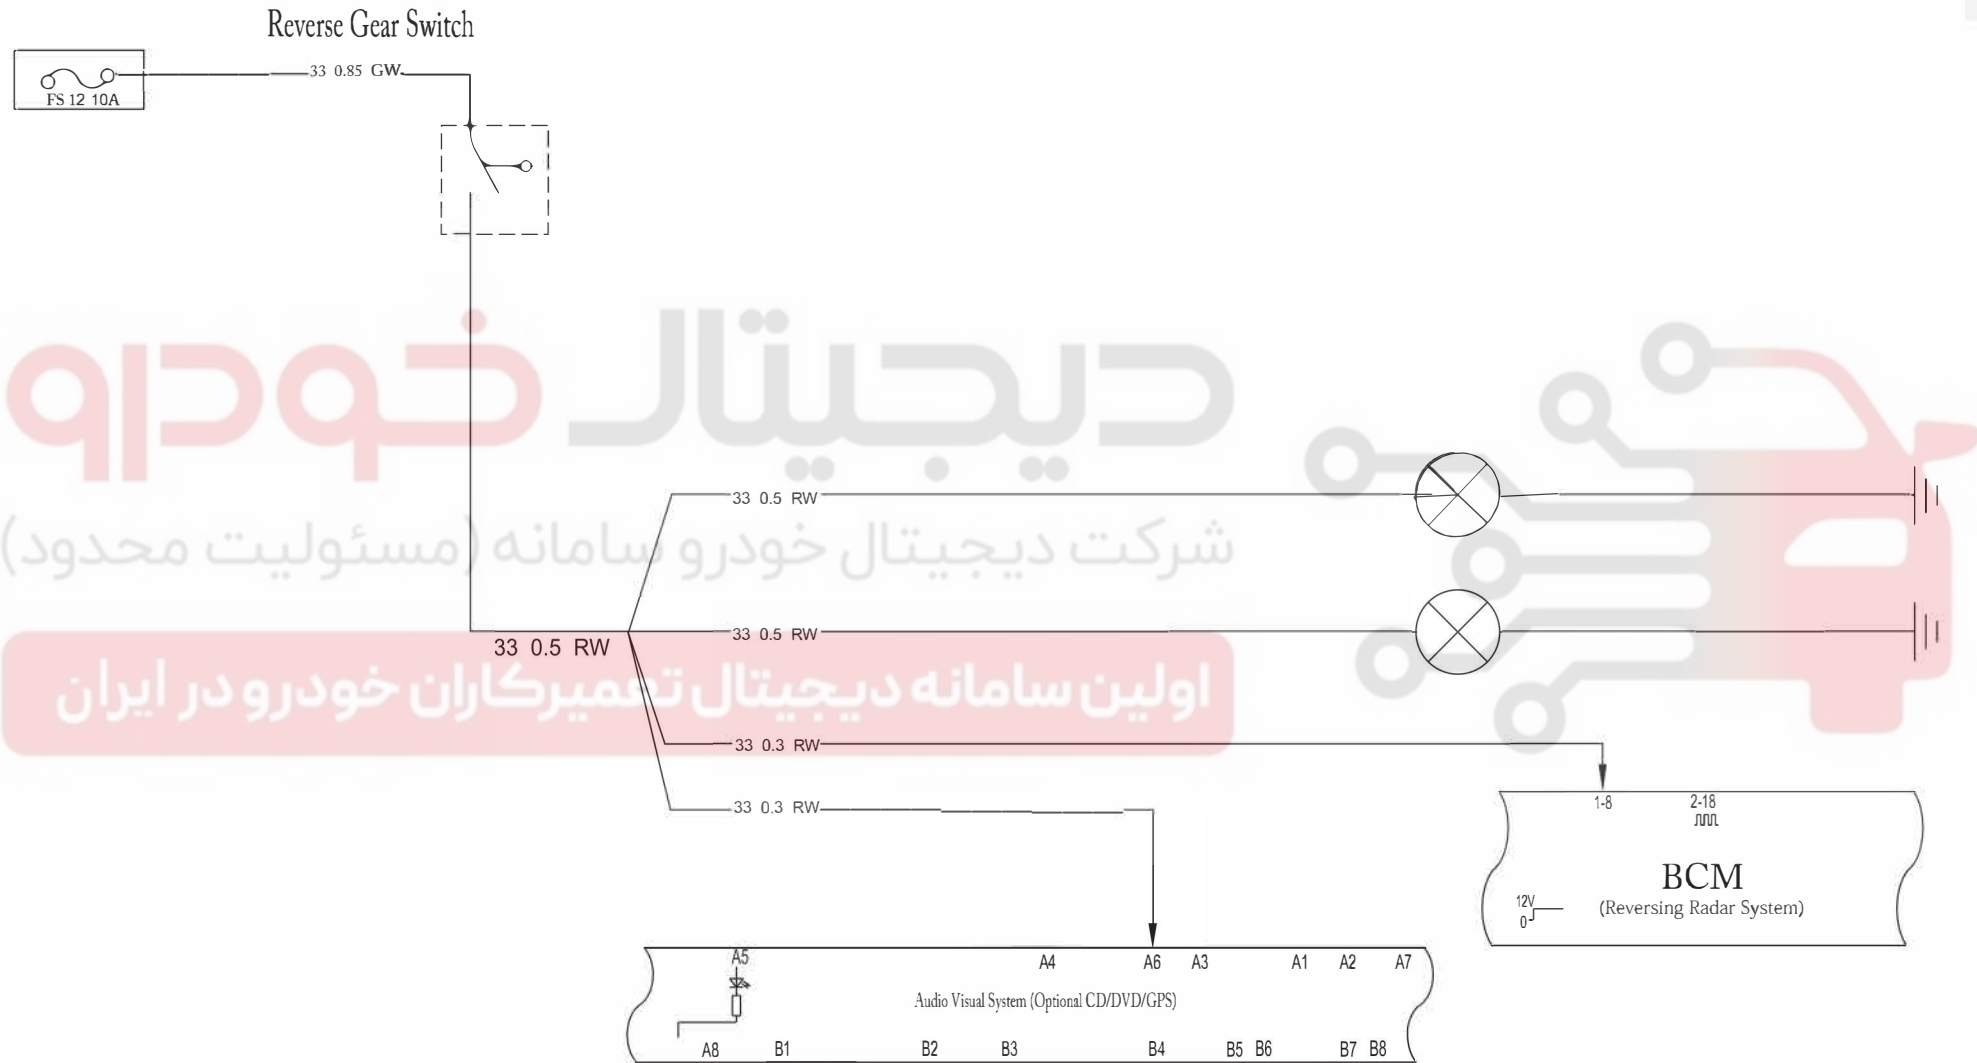 Reverse Gear Switch
33 0.85 GW
FS 12 10A
دیجیتال خودرو
33 0.5 RW
شرکت دیجیتال خودرو سامانه (مسئولیت محدود)
33 0.5 RW
33 0.5 RW
اولین سامانه دیجیتال تعمیرکاران خودرو در ایران
33 0.3 RW
33 0.3 RW
1-8 2-18
BCM
(Reversing Radar System)
12V
0
A5 A4 A6 A3 A1 A2 A7
Audio Visual System (Optional CD/DVD/GPS)
A8 B1 B2 B3 B4 B5 B6 B7 B8